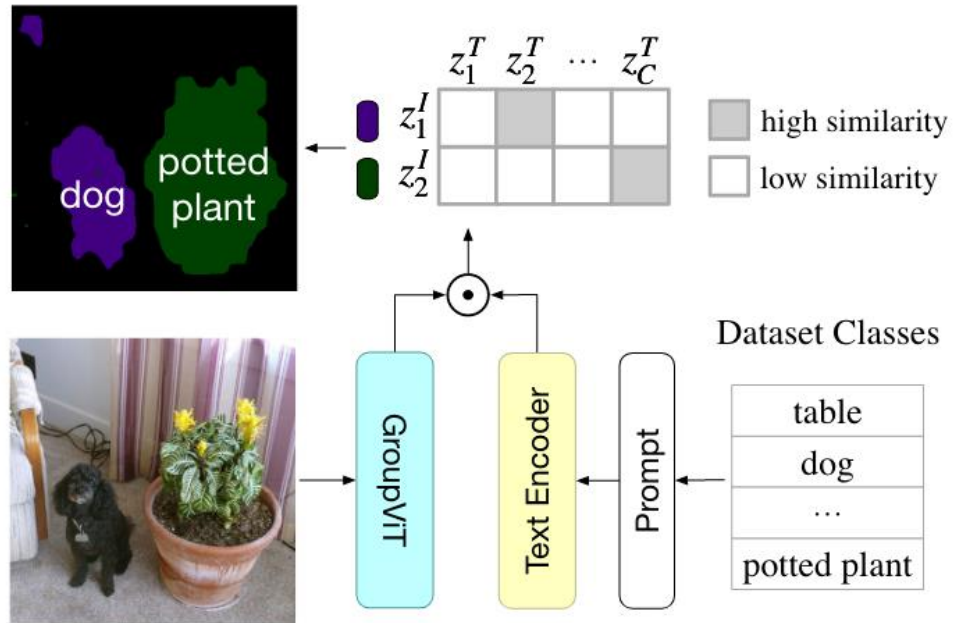 z_1^T z_2^T ... z_C^T
z_1^I
z_2^I
high similarity
low similarity
dog
potted
plant
GroupViT
Text Encoder
Prompt
Dataset Classes
table
dog
...
potted plant